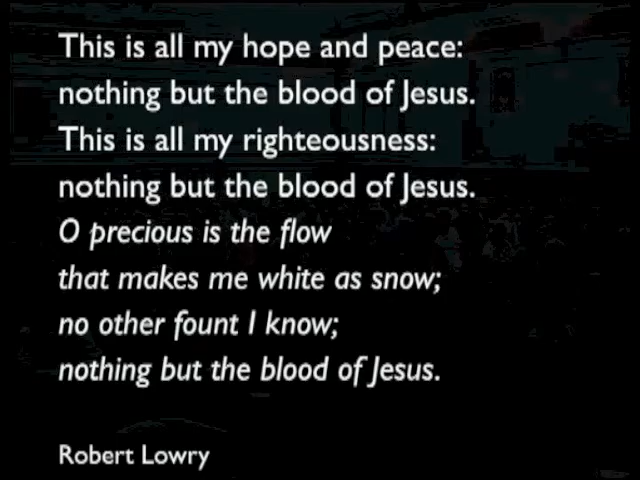 This is all my hope and peace:
nothing but the blood of Jesus.
This is all my righteousness:
nothing but the blood of Jesus.
O precious is the flow
that makes me white as snow;
no other fount I know;
nothing but the blood of Jesus.
Robert Lowry